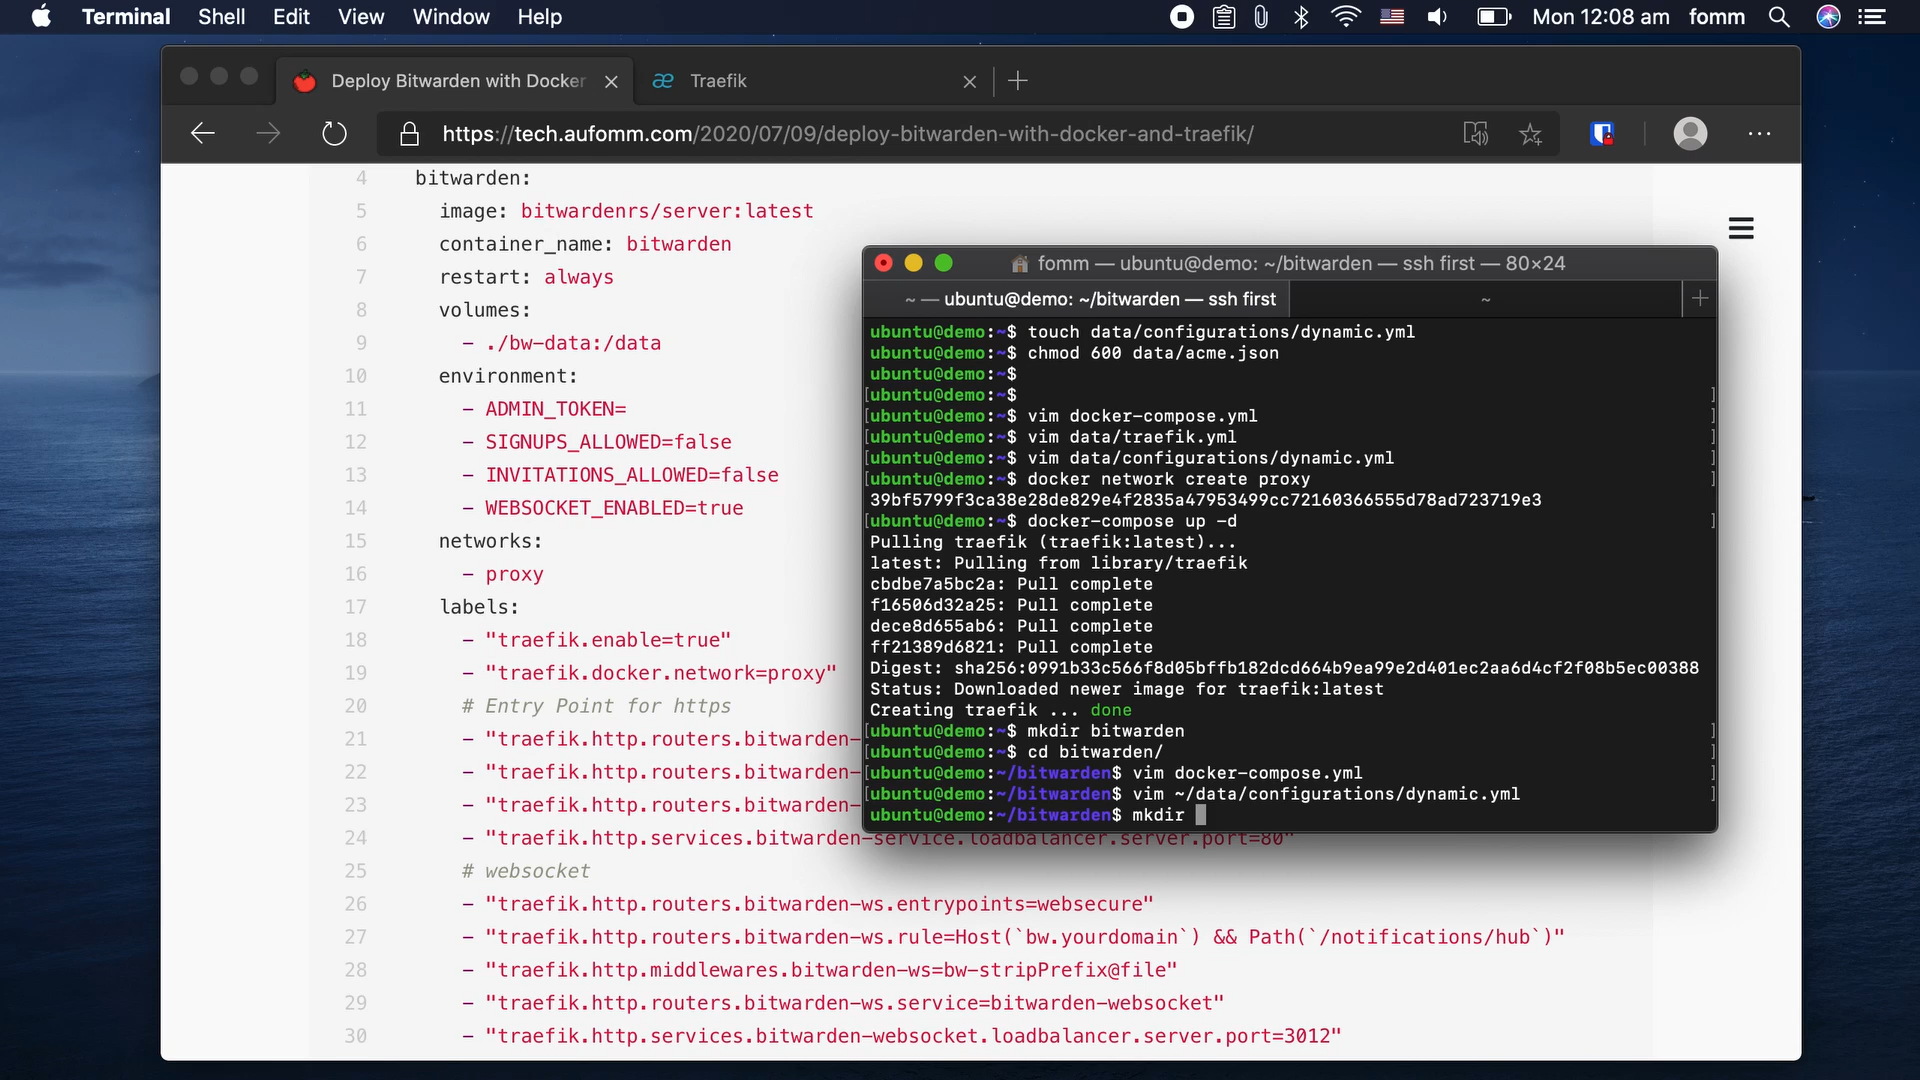 Terminal Shell Edit View Window Help Mon 12:08 am fomm
Deploy Bitwarden with Docker Traefik
https://tech.aufomm.com/2020/07/09/deploy-bitwarden-with-docker-and-traefik/
4 bitwarden:
5 image: bitwardenrs/server:latest
6 container_name: bitwarden
7 restart: always
8 volumes:
9 - ./bw-data:/data
10 environment:
11 - ADMIN_TOKEN=
12 - SIGNUPS_ALLOWED=false
13 - INVITATIONS_ALLOWED=false
14 - WEBSOCKET_ENABLED=true
15 networks:
16 - proxy
17 labels:
18 - "traefik.enable=true"
19 - "traefik.docker.network=proxy"
20 # Entry Point for https
21 - "traefik.http.routers.bitwarden-
22 - "traefik.http.routers.bitwarden-
23 - "traefik.http.routers.bitwarden-
24 - "traefik.http.services.bitwarden-service.loadbalancer.server.port=80"
25 # websocket
26 - "traefik.http.routers.bitwarden-ws.entrypoints=websecure"
27 - "traefik.http.routers.bitwarden-ws.rule=Host(`bw.yourdomain`) && Path(`/notifications/hub`)"
28 - "traefik.http.middlewares.bitwarden-ws=bw-stripPrefix@file"
29 - "traefik.http.routers.bitwarden-ws.service=bitwarden-websocket"
30 - "traefik.http.services.bitwarden-websocket.loadbalancer.server.port=3012"
fomm — ubuntu@demo: ~/bitwarden — ssh first — 80×24
~ — ubuntu@demo: ~/bitwarden — ssh first ~
ubuntu@demo:~$ touch data/configurations/dynamic.yml
ubuntu@demo:~$ chmod 600 data/acme.json
ubuntu@demo:~$
[ubuntu@demo:~$ ]
[ubuntu@demo:~$ vim docker-compose.yml ]
[ubuntu@demo:~$ vim data/traefik.yml ]
[ubuntu@demo:~$ vim data/configurations/dynamic.yml ]
[ubuntu@demo:~$ docker network create proxy ]
39bf5799f3ca38e28de829e4f2835a47953499cc72160366555d78ad723719e3
[ubuntu@demo:~$ docker-compose up -d ]
Pulling traefik (traefik:latest)...
latest: Pulling from library/traefik
cbdbe7a5bc2a: Pull complete
f16506d32a25: Pull complete
dece8d655ab6: Pull complete
ff21389d6821: Pull complete
Digest: sha256:0991b33c566f8d05bffb182dcd664b9ea99e2d401ec2aa6d4cf2f08b5ec00388
Status: Downloaded newer image for traefik:latest
Creating traefik ... done
[ubuntu@demo:~$ mkdir bitwarden ]
[ubuntu@demo:~$ cd bitwarden/ ]
[ubuntu@demo:~/bitwarden$ vim docker-compose.yml ]
[ubuntu@demo:~/bitwarden$ vim ~/data/configurations/dynamic.yml ]
ubuntu@demo:~/bitwarden$ mkdir